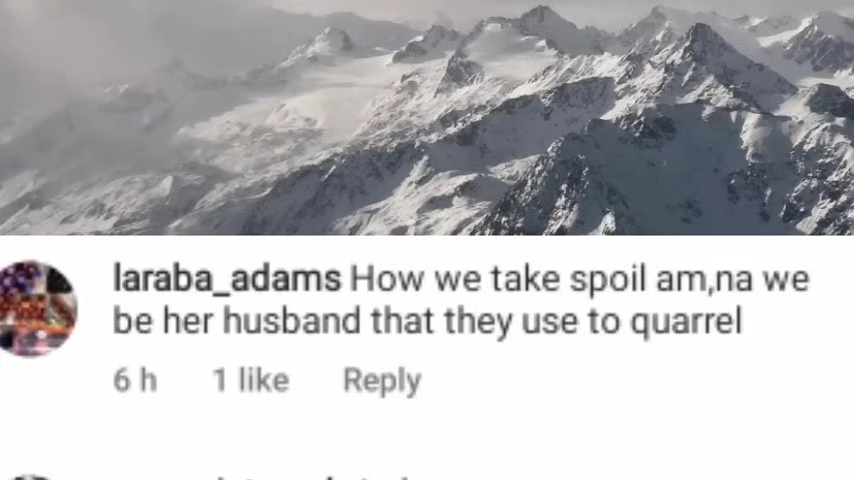 laraba_adams How we take spoil am,na we
be her husband that they use to quarrel
6 h 1 like Reply